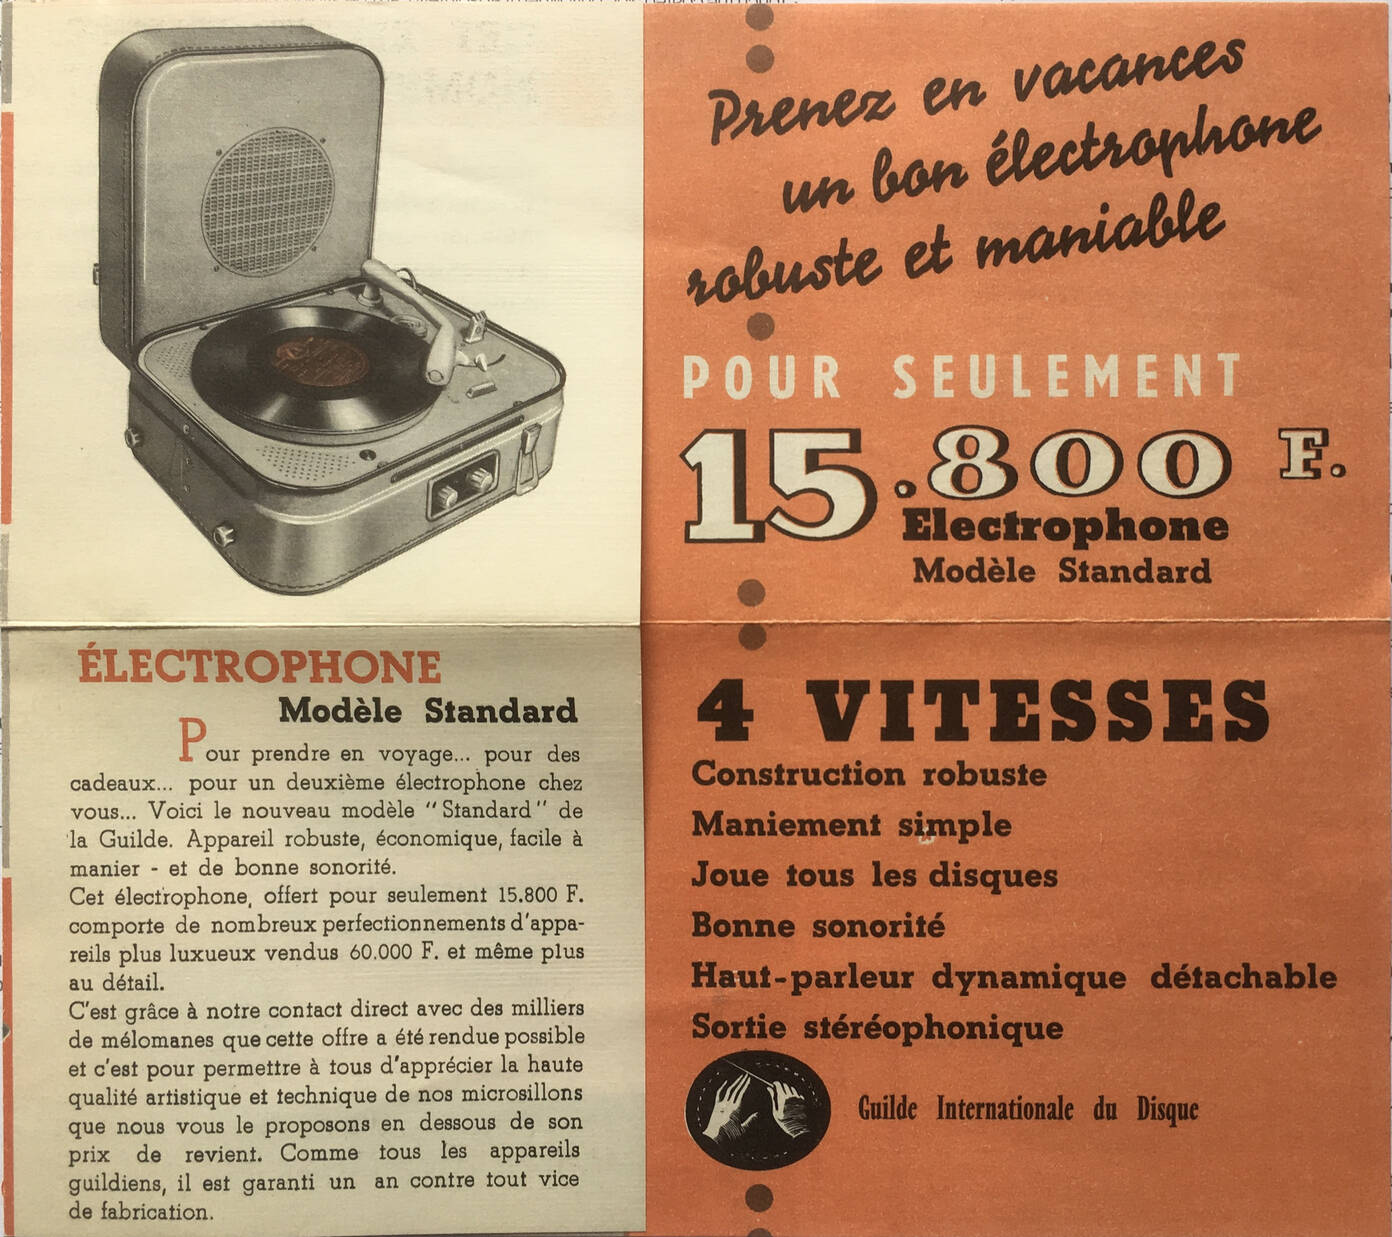 Prenez en vacances
un bon électrophone
robuste et maniable
POUR SEULEMENT
15.800 F.
Electrophone
Modèle Standard
ÉLECTROPHONE
Modèle Standard
Pour prendre en voyage... pour des
cadeaux... pour un deuxième électrophone chez
vous... Voici le nouveau modèle "Standard" de
la Guilde. Appareil robuste, économique, facile à
manier - et de bonne sonorité.
Cet électrophone, offert pour seulement 15.800 F.
comporte de nombreux perfectionnements d'appa-
reils plus luxueux vendus 60.000 F. et même plus
au détail.
C'est grâce à notre contact direct avec des milliers
de mélomanes que cette offre a été rendue possible
et c'est pour permettre à tous d'apprécier la haute
qualité artistique et technique de nos microsillons
que nous vous le proposons en dessous de son
prix de revient. Comme tous les appareils
guildiens, il est garanti un an contre tout vice
de fabrication.
4 VITESSES
Construction robuste
Maniement simple
Joue tous les disques
Bonne sonorité
Haut-parleur dynamique détachable
Sortie stéréophonique
Guilde Internationale du Disque